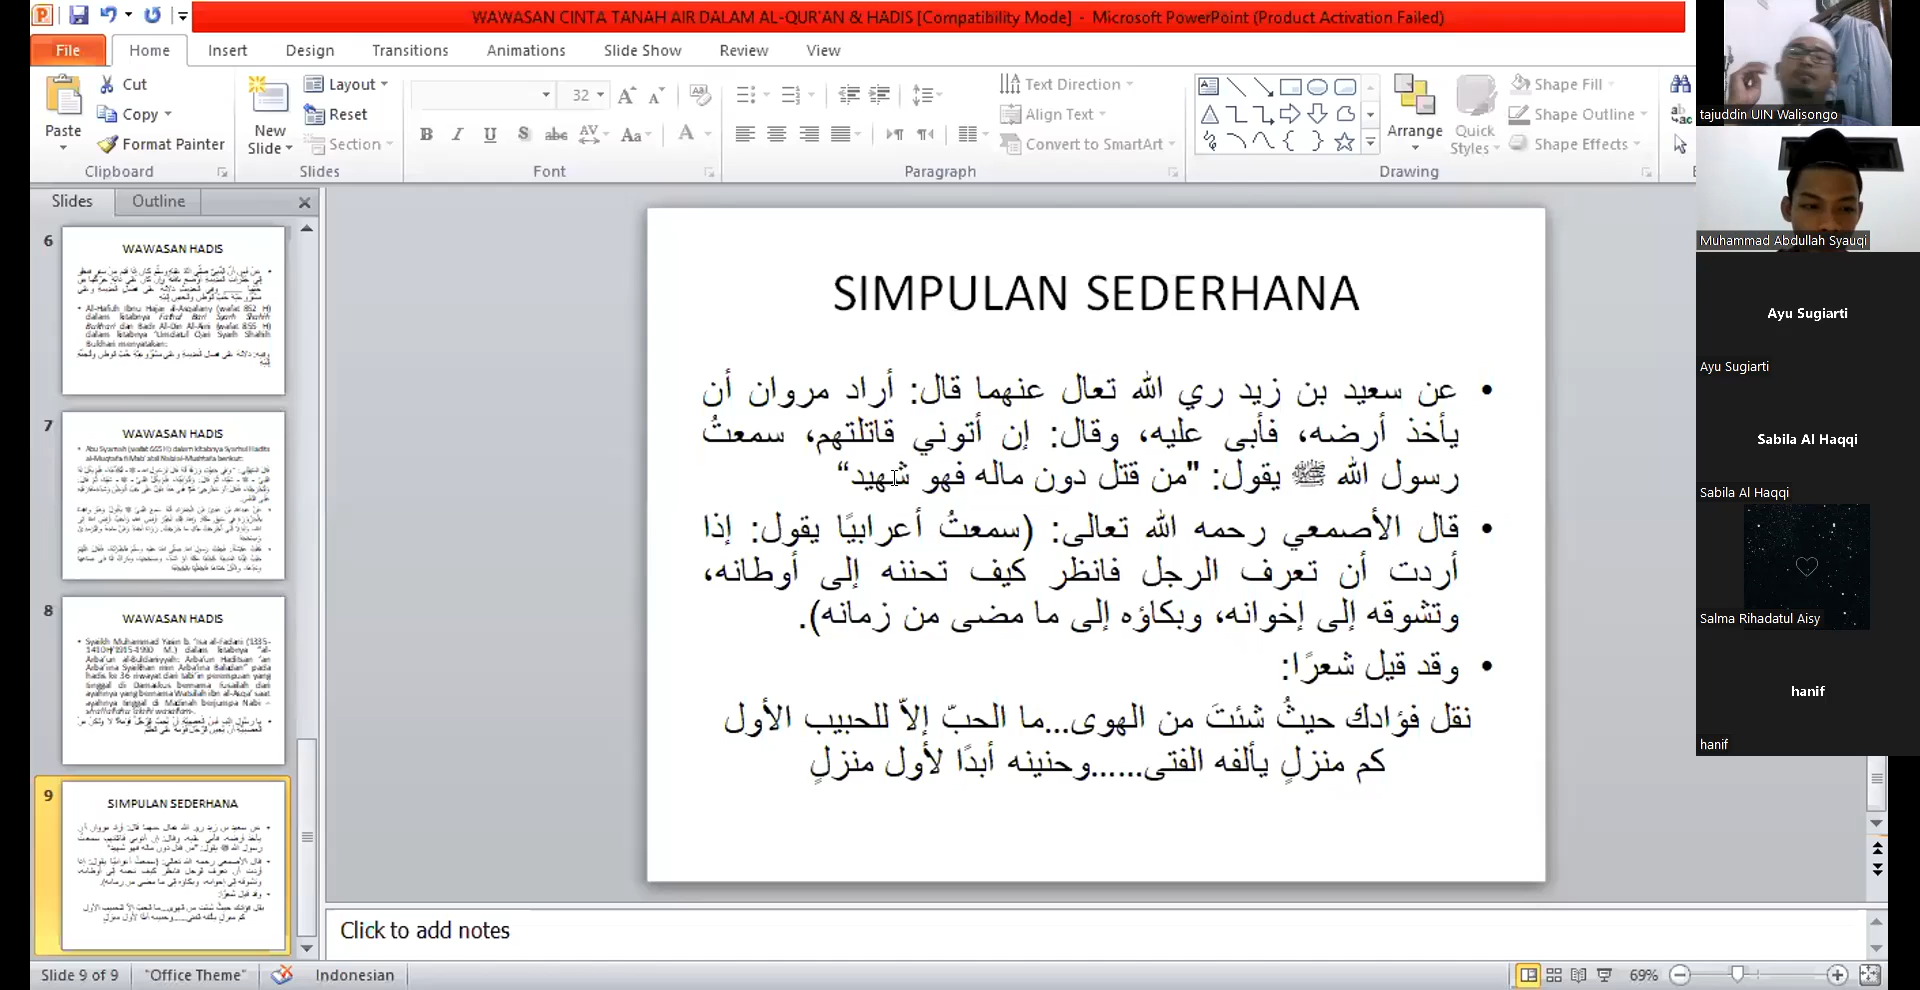 WAWASAN CINTA TANAH AIR DALAM AL-QUR'AN & HADIS [Compatibility Mode] - Microsoft PowerPoint (Product Activation Failed)
File Home Insert Design Transitions Animations Slide Show Review View
Paste
Cut
Copy
Format Painter
Clipboard
New Slide
Layout
Reset
Section
Slides
32
Font
Text Direction
Align Text
Convert to SmartArt
Paragraph
Arrange
Quick Styles
Shape Fill
Shape Outline
Shape Effects
Drawing
Slides Outline
6
WAWASAN HADIS
7
WAWASAN HADIS
8
WAWASAN HADIS
9
SIMPULAN SEDERHANA
SIMPULAN SEDERHANA
• عن سعيد بن زيد ري الله تعال عنهما قال: أراد مروان أن
يأخذ أرضه، فأبى عليه، وقال: إن أتوني قاتلتهم، سمعتُ
رسول الله ﷺ يقول: "من قتل دون ماله فهو شهيد“
• قال الأصمعي رحمه الله تعالى: (سمعتُ أعرابيًا يقول: إذا
أردت أن تعرف الرجل فانظر كيف تحننه إلى أوطانه،
وتشوقه إلى إخوانه، وبكاؤه إلى ما مضى من زمانه).
• وقد قيل شعرًا:
نقل فؤادك حيثُ شئتَ من الهوى...ما الحبّ إلاّ للحبيب الأول
كم منزلٍ يألفه الفتى......وحنينه أبدًا لأول منزلٍ
Click to add notes
Slide 9 of 9
"Office Theme"
Indonesian
69%
tajuddin UIN Walisongo
Muhammad Abdullah Syauqi
Ayu Sugiarti
Ayu Sugiarti
Sabila Al Haqqi
Sabila Al Haqqi
Salma Rihadatul Aisy
hanif
hanif